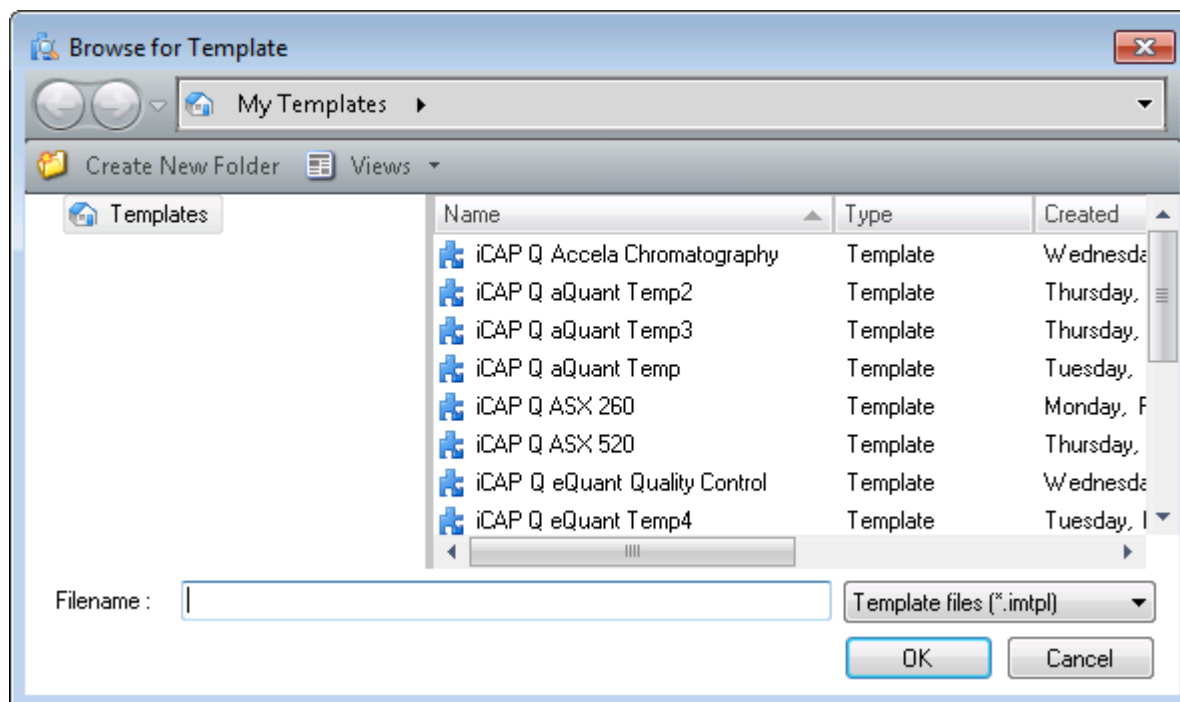 Browse for Template
My Templates
Create New Folder Views
Templates
Name Type Created
iCAP Q Accela Chromatography Template Wednesda
iCAP Q aQuant Temp2 Template Thursday,
iCAP Q aQuant Temp3 Template Thursday,
iCAP Q aQuant Temp Template Tuesday,
iCAP Q ASX 260 Template Monday, F
iCAP Q ASX 520 Template Thursday,
iCAP Q eQuant Quality Control Template Wednesda
iCAP Q eQuant Temp4 Template Tuesday,
Filename : Template files (*.imtpl)
OK Cancel